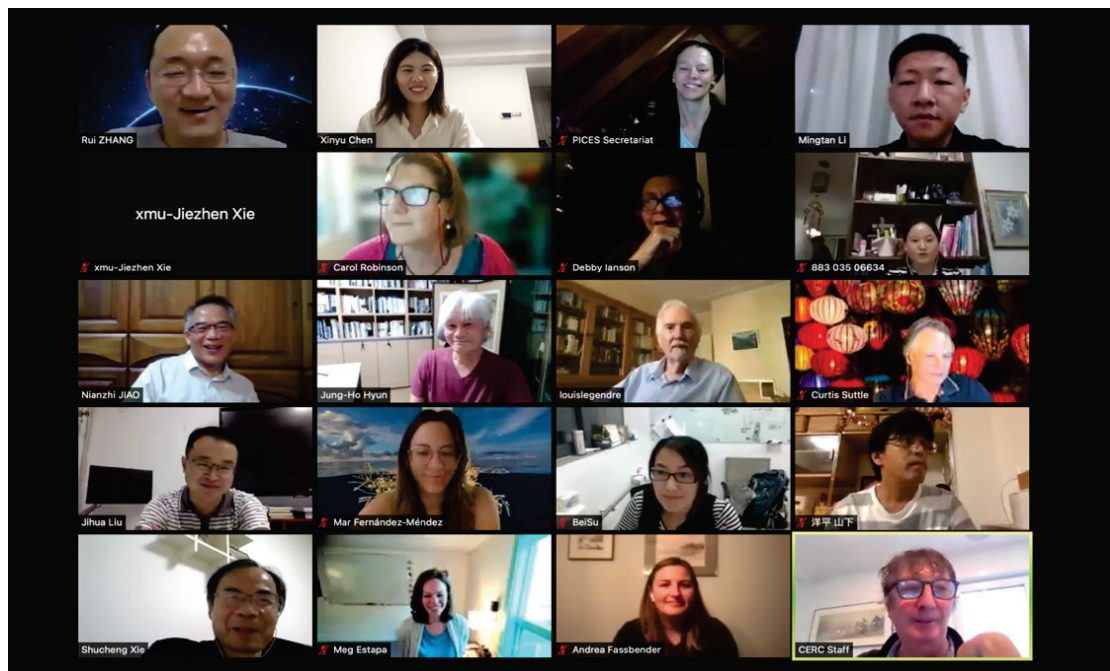 Rui ZHANG
Xinyu Chen
PICES Secretariat
Mingtan Li
xmu-Jiezhen Xie
xmu-Jiezhen Xie
Carol Robinson
Debby Ianson
883 035 06634
Nianzhi JIAO
Jung-Ho Hyun
louislegendre
Curtis Suttle
Jihua Liu
Mar Fernández-Méndez
BeiSu
洋平 山下
Shucheng Xie
Meg Estapa
Andrea Fassbender
CERC Staff